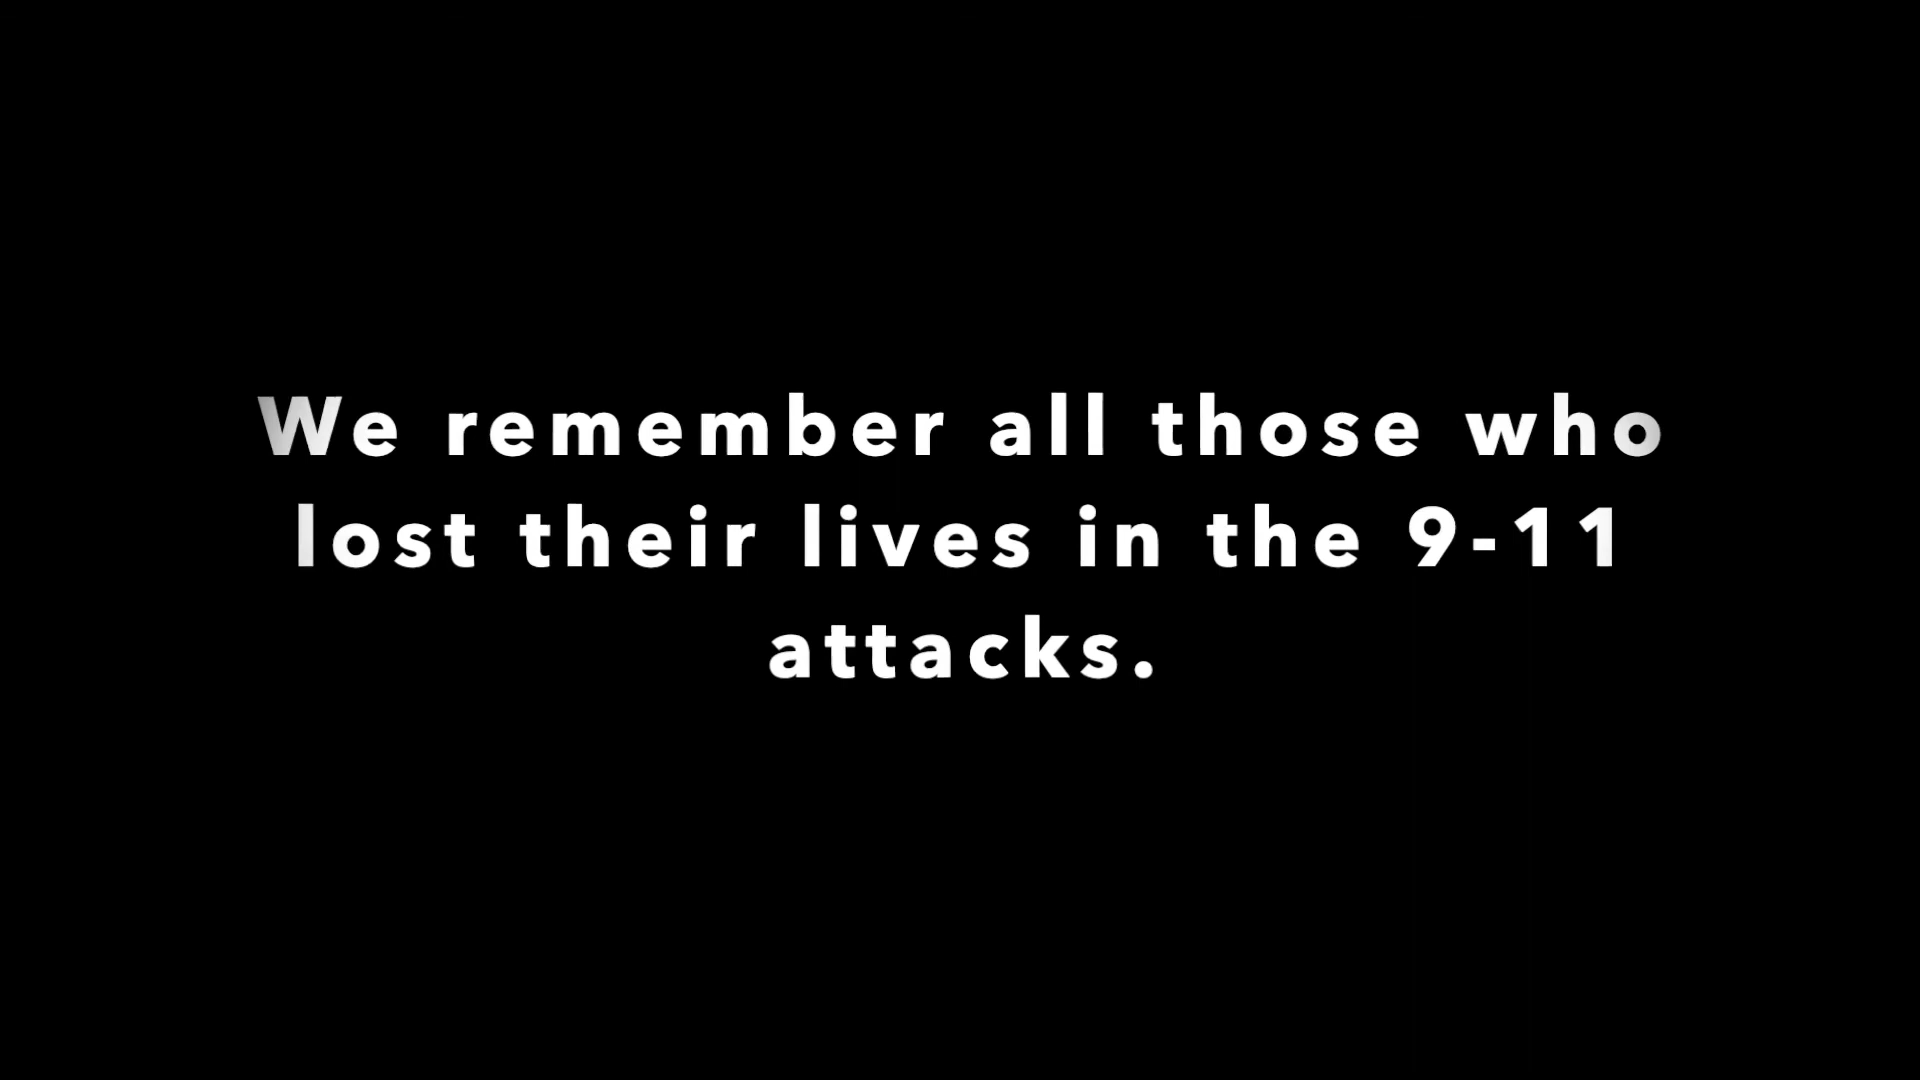 We remember all those who
lost their lives in the 9-11
attacks.